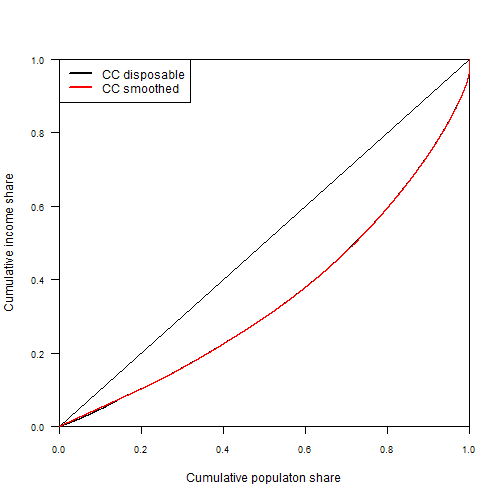 CC disposable
CC smoothed
Cumulative income share
1.0
0.8
0.6
0.4
0.2
0.0
0.0 0.2 0.4 0.6 0.8 1.0
Cumulative populaton share